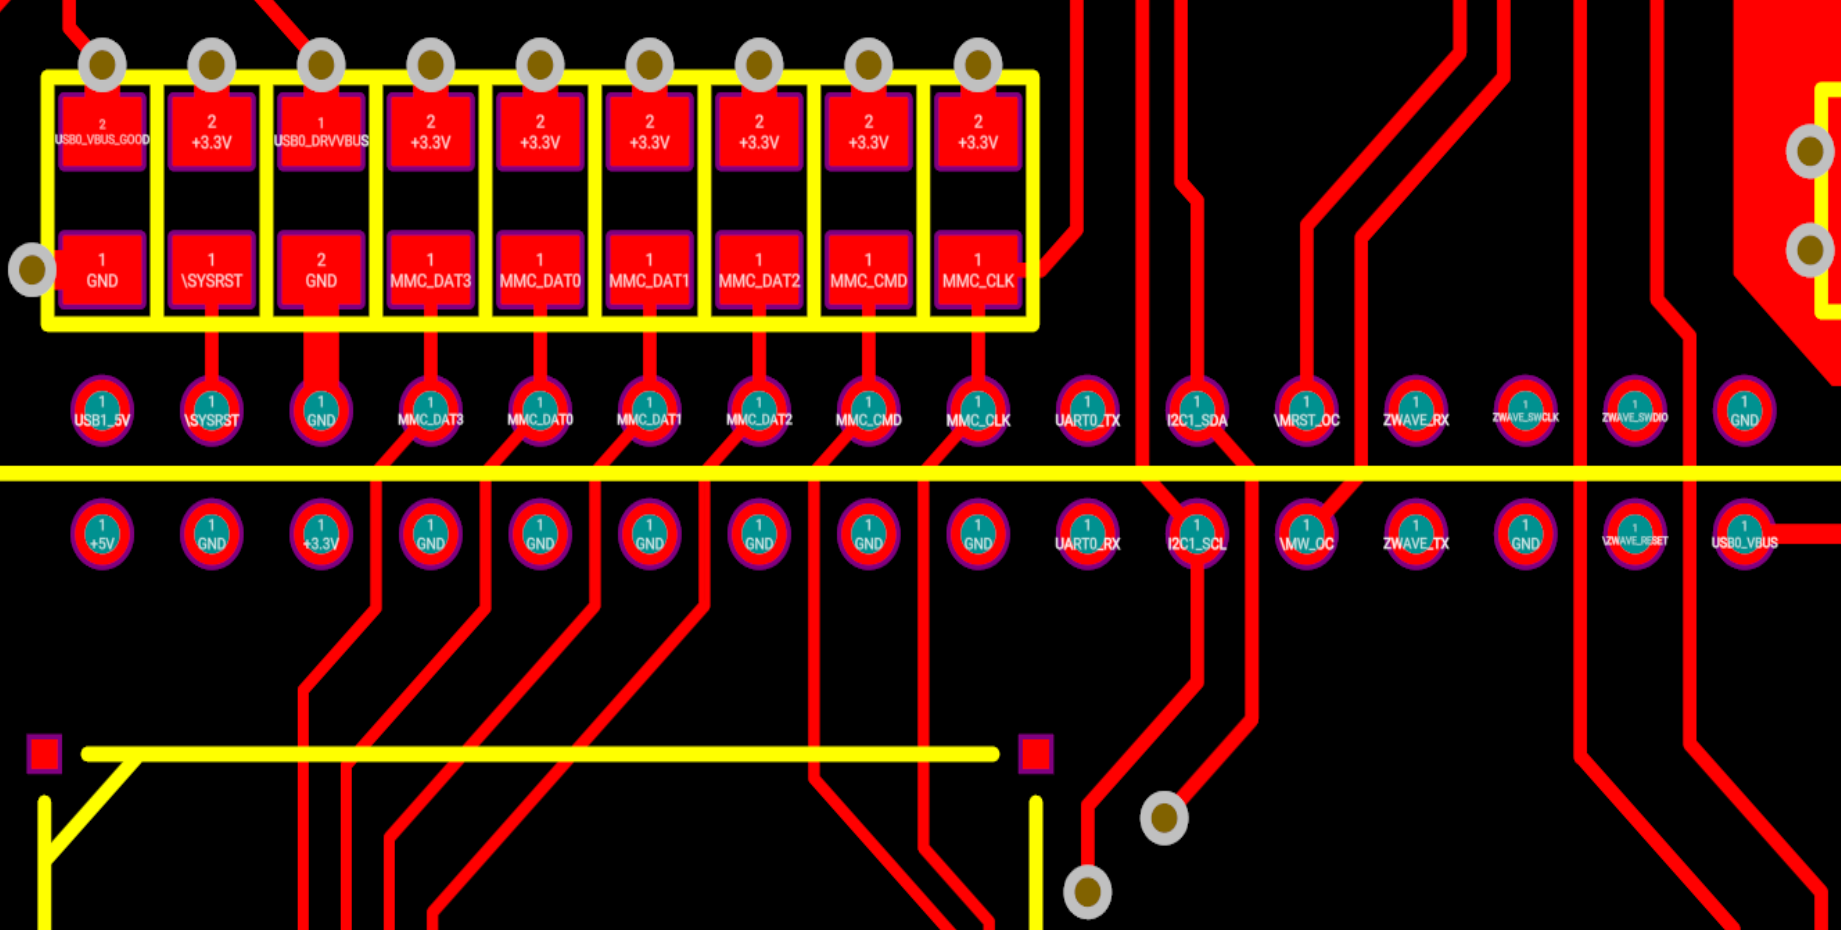 2 2 1 2 2 2 2 2 2
USB0_VBUS_GOOD +3.3V USB0_DRVVBUS +3.3V +3.3V +3.3V +3.3V +3.3V +3.3V
1 1 2 1 1 1 1 1 1
GND \SYSRST GND MMC_DAT3 MMC_DAT0 MMC_DAT1 MMC_DAT2 MMC_CMD MMC_CLK
1 1 1 1 1 1 1 1 1 1 1 1 1 1 1 1
USB1_5V \SYSRST GND MMC_DAT3 MMC_DAT0 MMC_DAT1 MMC_DAT2 MMC_CMD MMC_CLK UART0_TX I2C1_SDA \MRST_OC ZWAVE_RX ZWAVE_SWCLK ZWAVE_SWDIO GND
1 1 1 1 1 1 1 1 1 1 1 1 1 1 1 1
+5V GND +3.3V GND GND GND GND GND GND UART0_RX I2C1_SCL \MW_OC ZWAVE_TX GND \ZWAVE_RESET USB0_VBUS